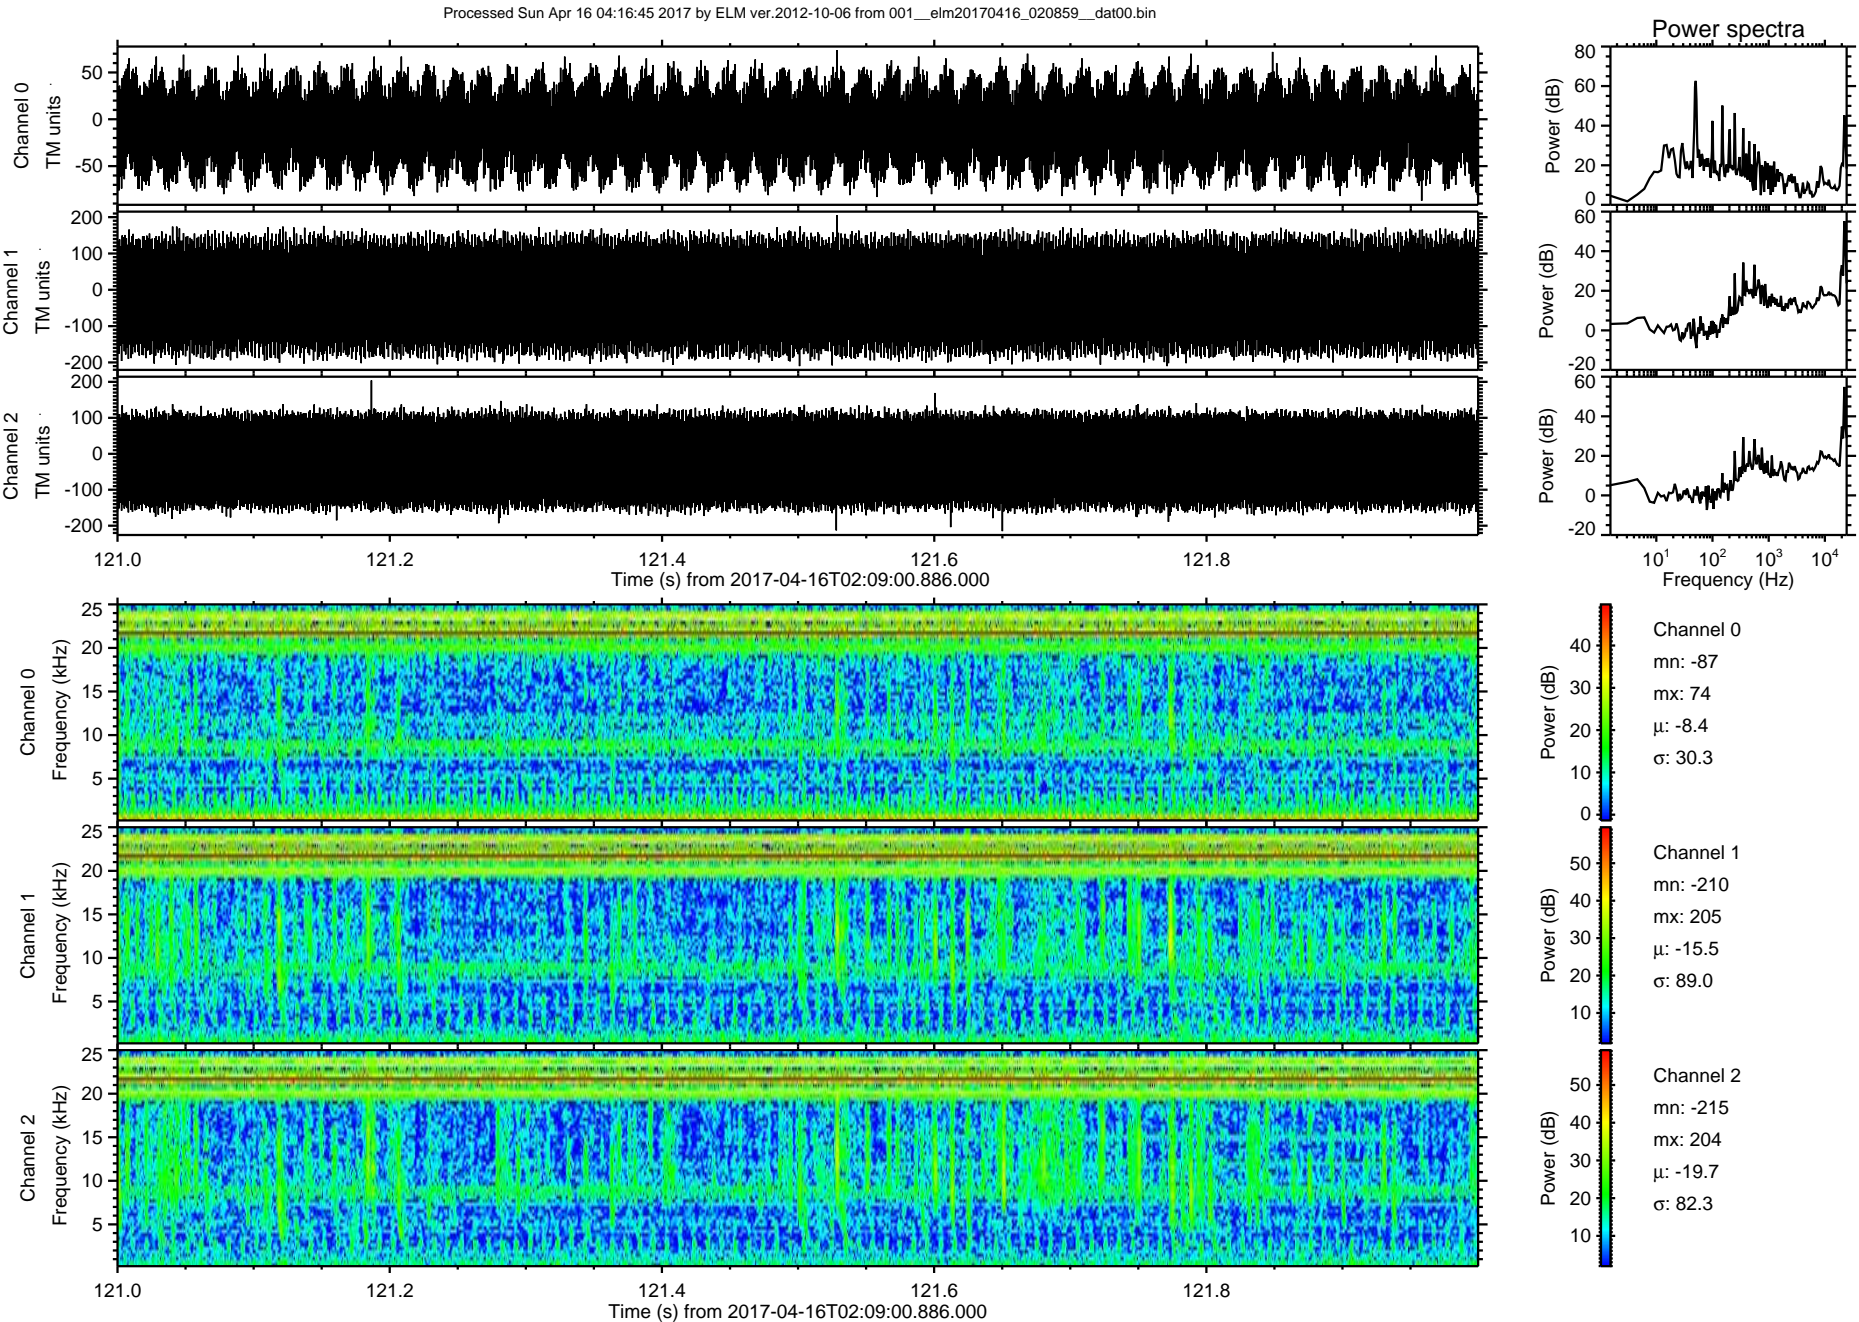 Processed Sun Apr 16 04:16:45 2017 by ELM ver.2012-10-06 from 001__elm20170416_020859__dat00.bin
Power spectra
Channel 0
TM units
50
0
-50
Power (dB)
80
60
40
20
0
Channel 1
TM units
200
100
0
-100
-200
Power (dB)
60
40
20
0
-20
Channel 2
TM units
200
100
0
-100
-200
Power (dB)
60
40
20
0
-20
121.0 121.2 121.4 121.6 121.8
Time (s) from 2017-04-16T02:09:00.886.000
10¹ 10² 10³ 10⁴
Frequency (Hz)
Channel 0
Frequency (kHz)
25
20
15
10
5
Power (dB)
40
30
20
10
0
Channel 0
mn: -87
mx: 74
µ: -8.4
σ: 30.3
Channel 1
Frequency (kHz)
25
20
15
10
5
Power (dB)
50
40
30
20
10
Channel 1
mn: -210
mx: 205
µ: -15.5
σ: 89.0
Channel 2
Frequency (kHz)
25
20
15
10
5
Power (dB)
50
40
30
20
10
Channel 2
mn: -215
mx: 204
µ: -19.7
σ: 82.3
121.0 121.2 121.4 121.6 121.8
Time (s) from 2017-04-16T02:09:00.886.000